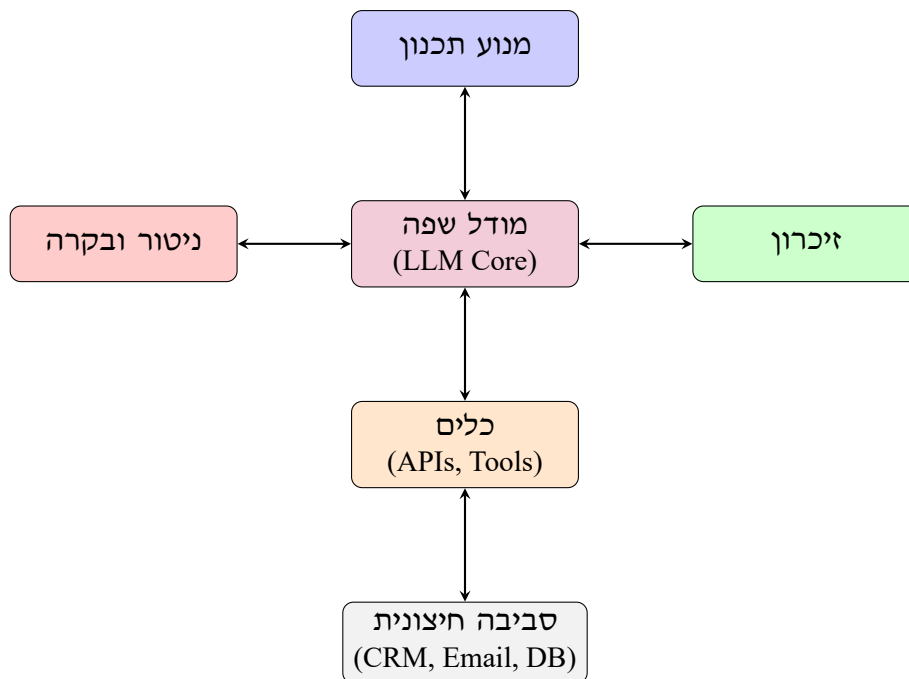 מנוע תכנון
מודל שפה
(LLM Core)
זיכרון
ניטור ובקרה
כלים
(APIs, Tools)
סביבה חיצונית
(CRM, Email, DB)